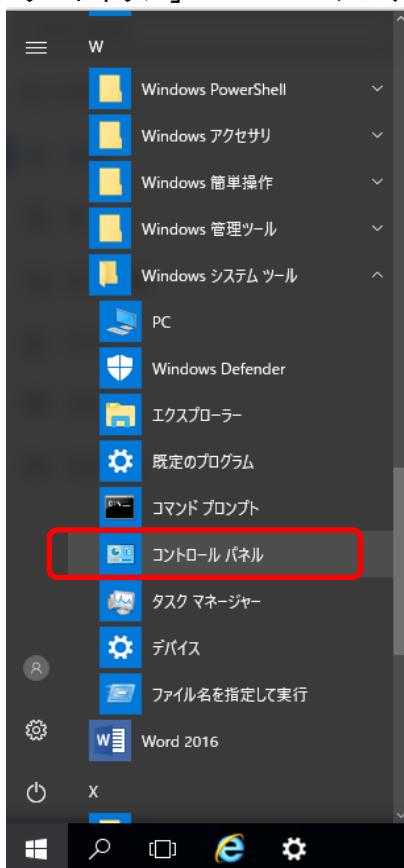 W
Windows PowerShell
Windows アクセサリ
Windows 簡単操作
Windows 管理ツール
Windows システム ツール
PC
Windows Defender
エクスプローラー
既定のプログラム
コマンド プロンプト
コントロール パネル
タスク マネージャー
デバイス
ファイル名を指定して実行
Word 2016
X